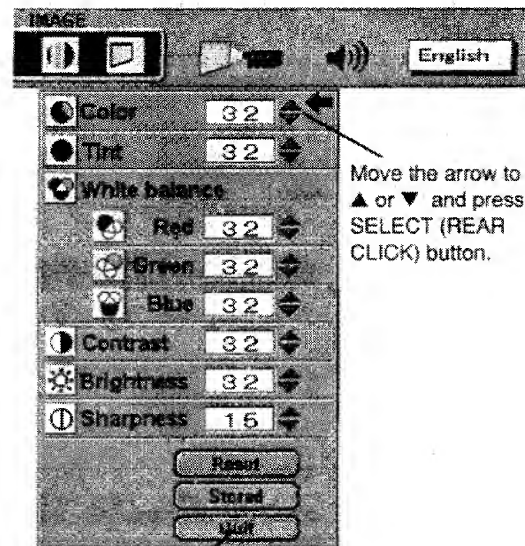 IMAGE
English
Color 32
Tint 32
White balance
Red 32
Green 32
Blue 32
Contrast 32
Brightness 32
Sharpness 15
Reset
Stored
Quit
Move the arrow to
▲ or ▼ and press
SELECT (REAR
CLICK) button.